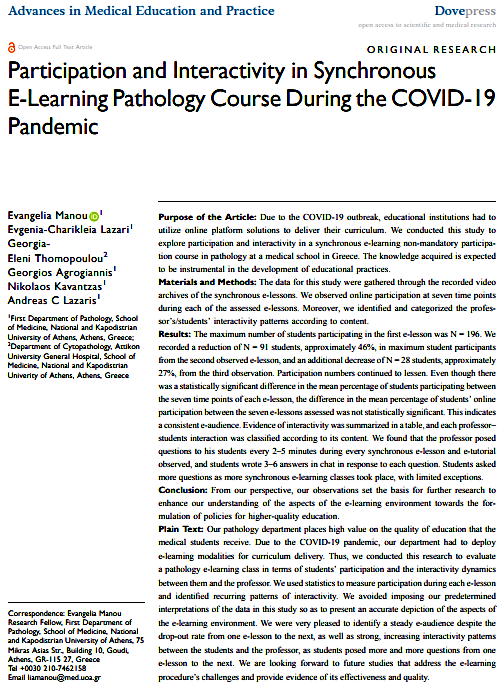 Advances in Medical Education and Practice
Dovepress
open access to scientific and medical research
Open Access Full Text Article
ORIGINAL RESEARCH
Participation and Interactivity in Synchronous
E-Learning Pathology Course During the COVID-19
Pandemic
Evangelia Manou iD 1
Evgenia-Charikleia Lazari1
Georgia-
Eleni Thomopoulou2
Georgios Agrogiannis1
Nikolaos Kavantzas1
Andreas C Lazaris1
1First Department of Pathology, School
of Medicine, National and Kapodistrian
University of Athens, Athens, Greece;
2Department of Cytopathology, Attikon
University General Hospital, School of
Medicine, National and Kapodistrian
Univerity of Athens, Athens, Greece
Correspondence: Evangelia Manou
Research Fellow, First Department of
Pathology, School of Medicine, National
and Kapodistrian University of Athens, 75
Mikras Asias Str., Building 10, Goudi,
Athens, GR-115 27, Greece
Tel +0030 210-7462158
Email liamanou@med.uoa.gr
Purpose of the Article: Due to the COVID-19 outbreak, educational institutions had to
utilize online platform solutions to deliver their curriculum. We conducted this study to
explore participation and interactivity in a synchronous e-learning non-mandatory participa-
tion course in pathology at a medical school in Greece. The knowledge acquired is expected
to be instrumental in the development of educational practices.
Materials and Methods: The data for this study were gathered through the recorded video
archives of the synchronous e-lessons. We observed online participation at seven time points
during each of the assessed e-lessons. Moreover, we identified and categorized the profes-
sor's/students' interactivity patterns according to content.
Results: The maximum number of students participating in the first e-lesson was N = 196. We
recorded a reduction of N = 91 students, approximately 46%, in maximum student participants
from the second observed e-lesson, and an additional decrease of N = 28 students, approximately
27%, from the third observation. Participation numbers continued to lessen. Even though there
was a statistically significant difference in the mean percentage of students participating between
the seven time points of each e-lesson, the difference in the mean percentage of students' online
participation between the seven e-lessons assessed was not statistically significant. This indicates
a consistent e-audience. Evidence of interactivity was summarized in a table, and each professor–
students interaction was classified according to its content. We found that the professor posed
questions to his students every 2–5 minutes during every synchronous e-lesson and e-tutorial
observed, and students wrote 3–6 answers in chat in response to each question. Students asked
more questions as more synchronous e-learning classes took place, with limited exceptions.
Conclusion: From our perspective, our observations set the basis for further research to
enhance our understanding of the aspects of the e-learning environment towards the for-
mulation of policies for higher-quality education.
Plain Text: Our pathology department places high value on the quality of education that the
medical students receive. Due to the COVID-19 pandemic, our department had to deploy
e-learning modalities for curriculum delivery. Thus, we conducted this research to evaluate
a pathology e-learning class in terms of students' participation and the interactivity dynamics
between them and the professor. We used statistics to measure participation during each e-lesson
and identified recurring patterns of interactivity. We avoided imposing our predetermined
interpretations of the data in this study so as to present an accurate depiction of the aspects of
the e-learning environment. We were very pleased to identify a steady e-audience despite the
drop-out rate from one e-lesson to the next, as well as strong, increasing interactivity patterns
between the students and the professor, as students posed more and more questions from one
e-lesson to the next. We are looking forward to future studies that address the e-learning
procedure's challenges and provide evidence of its effectiveness and quality.